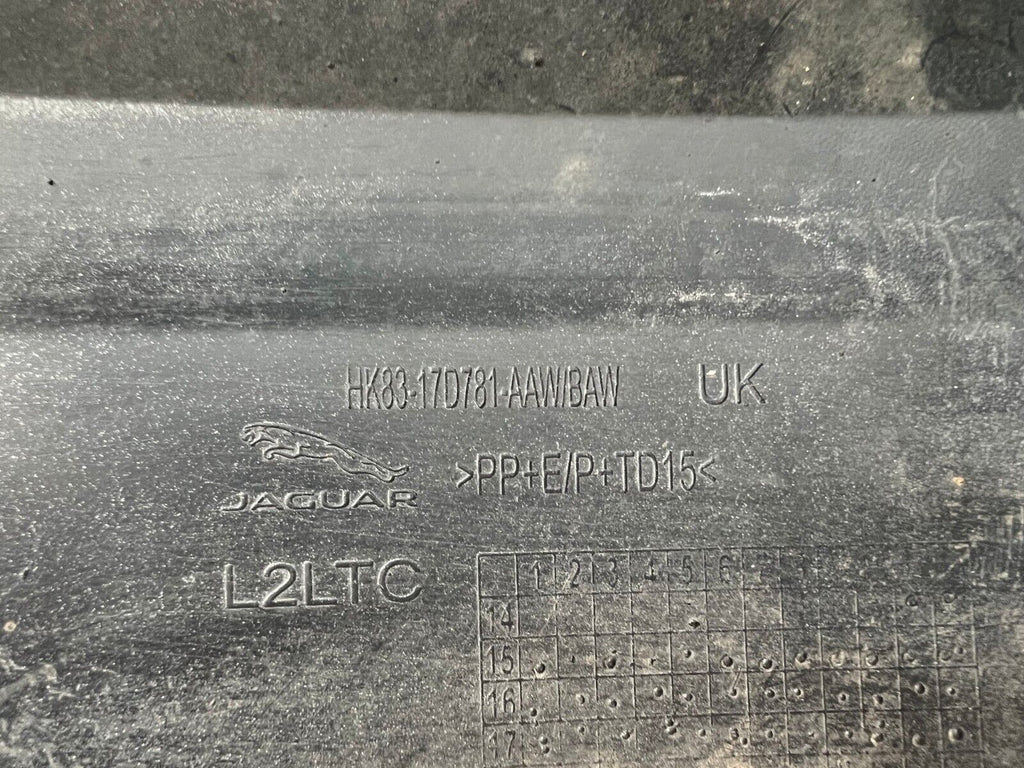 HK83-17D781-AAW/BAW UK
JAGUAR >PP+E/P+TD15<
L2LTC
1 2 3 4 5 6
14
15
16
17